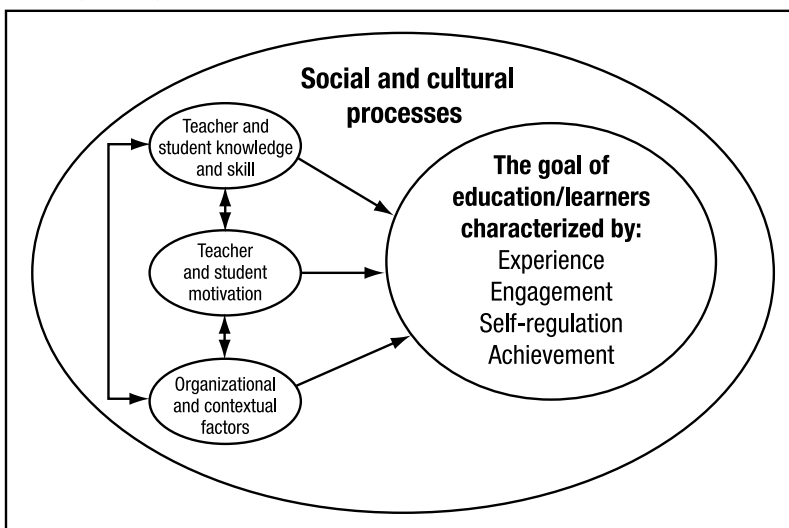 Social and cultural
processes
Teacher and
student knowledge
and skill
Teacher
and student
motivation
Organizational
and contextual
factors
The goal of
education/learners
characterized by:
Experience
Engagement
Self-regulation
Achievement